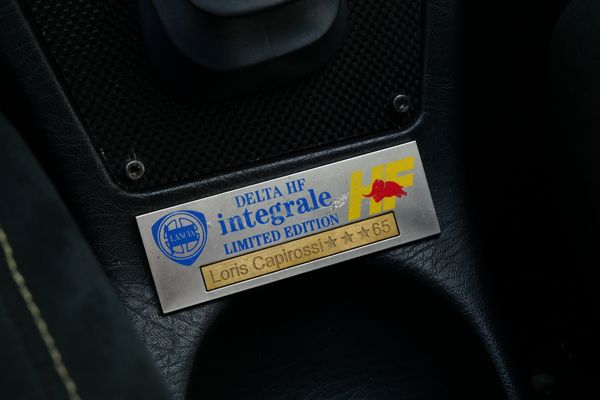 DELTA HF
integrale
HF
LANCIA
LIMITED EDITION
Loris Capirossi★★★65